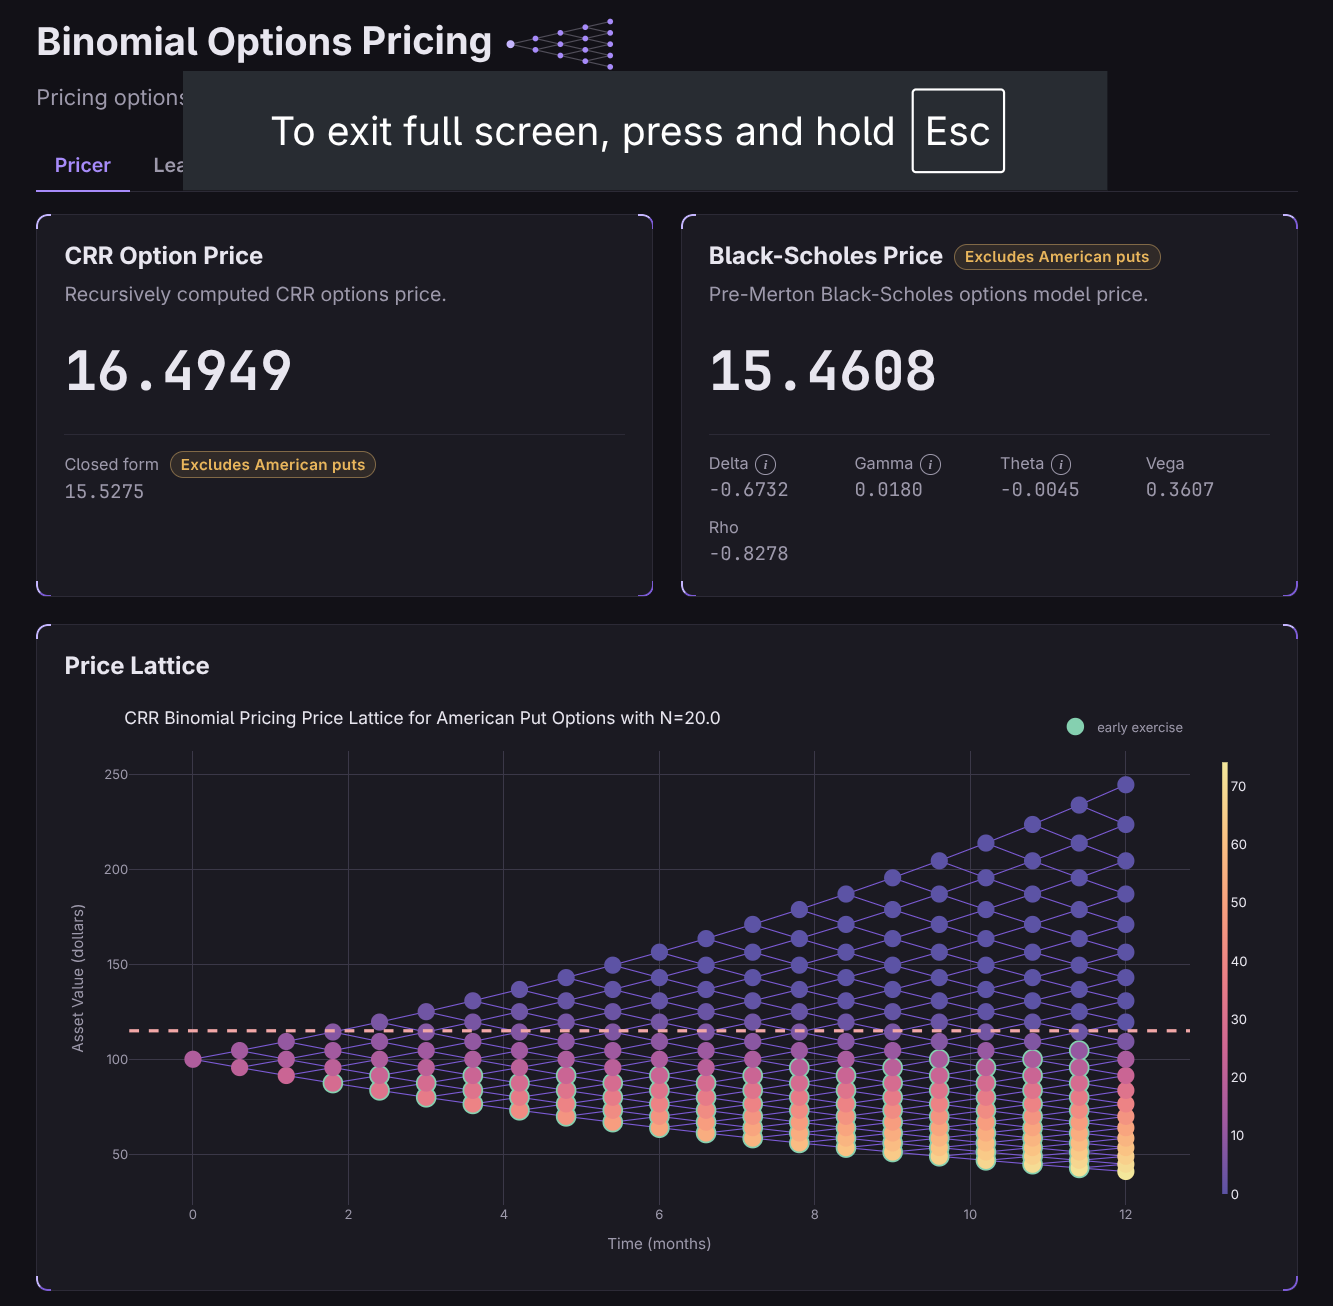 Binomial Options Pricing
Pricing options
To exit full screen, press and hold Esc
Pricer Lea
CRR Option Price
Recursively computed CRR options price.
16.4949
Closed form Excludes American puts
15.5275
Black-Scholes Price Excludes American puts
Pre-Merton Black-Scholes options model price.
15.4608
Delta i Gamma i Theta i Vega
-0.6732 0.0180 -0.0045 0.3607
Rho
-0.8278
Price Lattice
CRR Binomial Pricing Price Lattice for American Put Options with N=20.0
early exercise
250
200
150
100
50
Asset Value (dollars)
0 2 4 6 8 10 12
Time (months)
70
60
50
40
30
20
10
0